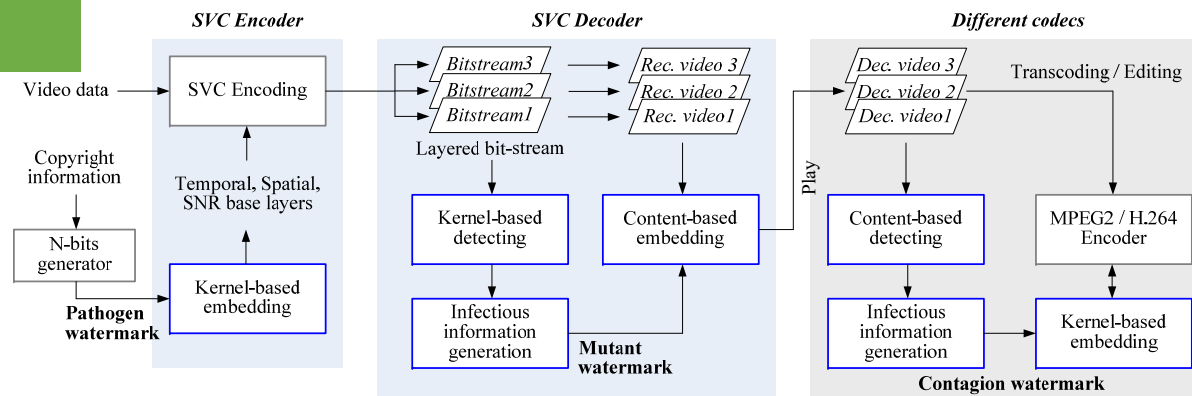 SVC Encoder
SVC Decoder
Different codecs
Video data
SVC Encoding
Copyright
information
Temporal, Spatial,
SNR base layers
N-bits
generator
Kernel-based
embedding
Pathogen
watermark
Bitstream3
Bitstream2
Bitstream1
Layered bit-stream
Rec. video 3
Rec. video 2
Rec. video1
Kernel-based
detecting
Content-based
embedding
Infectious
information
generation
Mutant
watermark
Play
Dec. video 3
Dec. video 2
Dec. video1
Transcoding / Editing
Content-based
detecting
MPEG2 / H.264
Encoder
Infectious
information
generation
Kernel-based
embedding
Contagion watermark